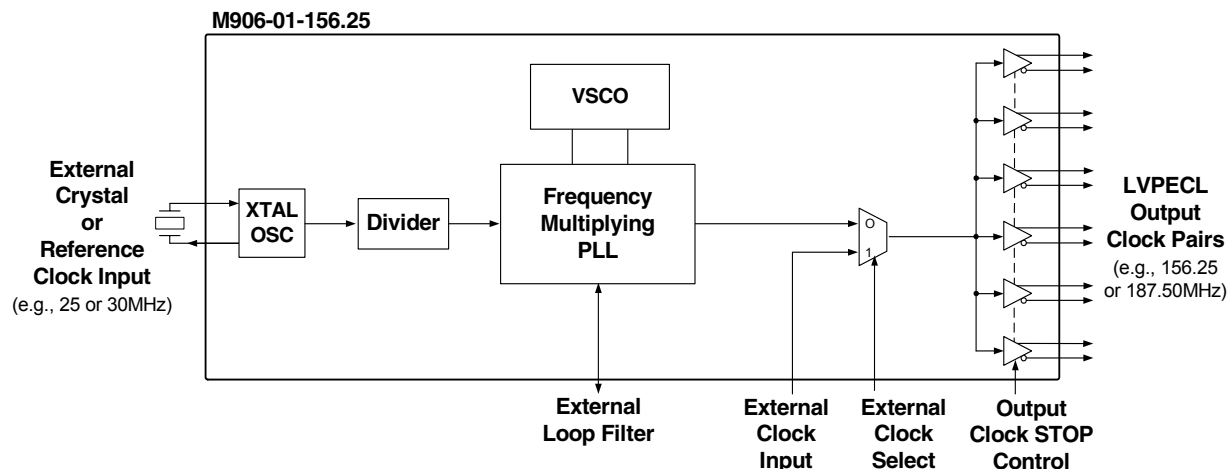 M906-01-156.25
VSCO
External
Crystal
or
Reference
Clock Input
(e.g., 25 or 30MHz)
XTAL
OSC
Divider
Frequency
Multiplying
PLL
0
1
LVPECL
Output
Clock Pairs
(e.g., 156.25
or 187.50MHz)
External
Loop Filter
External
Clock
Input
External
Clock
Select
Output
Clock STOP
Control